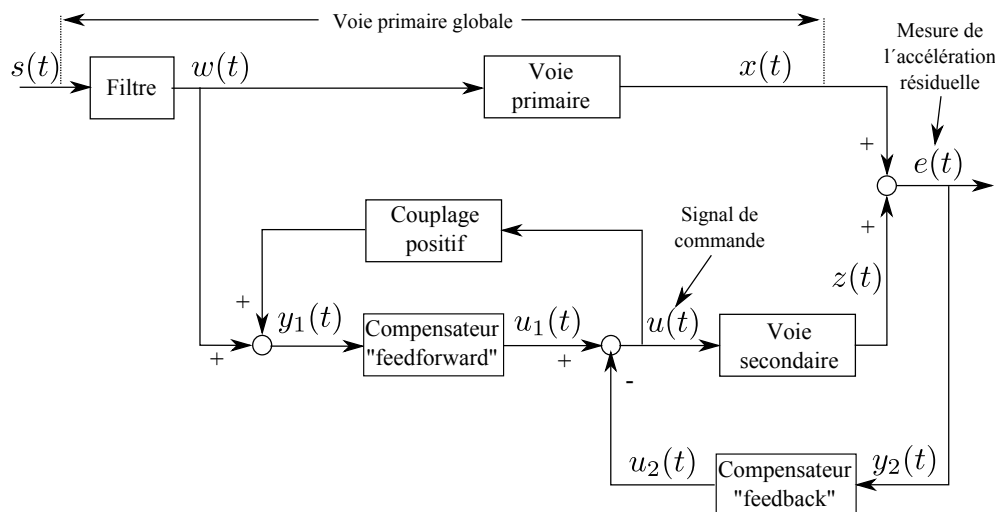 Voie primaire globale
Mesure de
l´accélération
résiduelle
s(t)
Filtre
w(t)
Voie
primaire
x(t)
+
e(t)
+
Couplage
positif
Signal de
commande
z(t)
+
y1(t)
Compensateur
"feedforward"
u1(t)
u(t)
Voie
secondaire
+
+
-
u2(t)
Compensateur
"feedback"
y2(t)